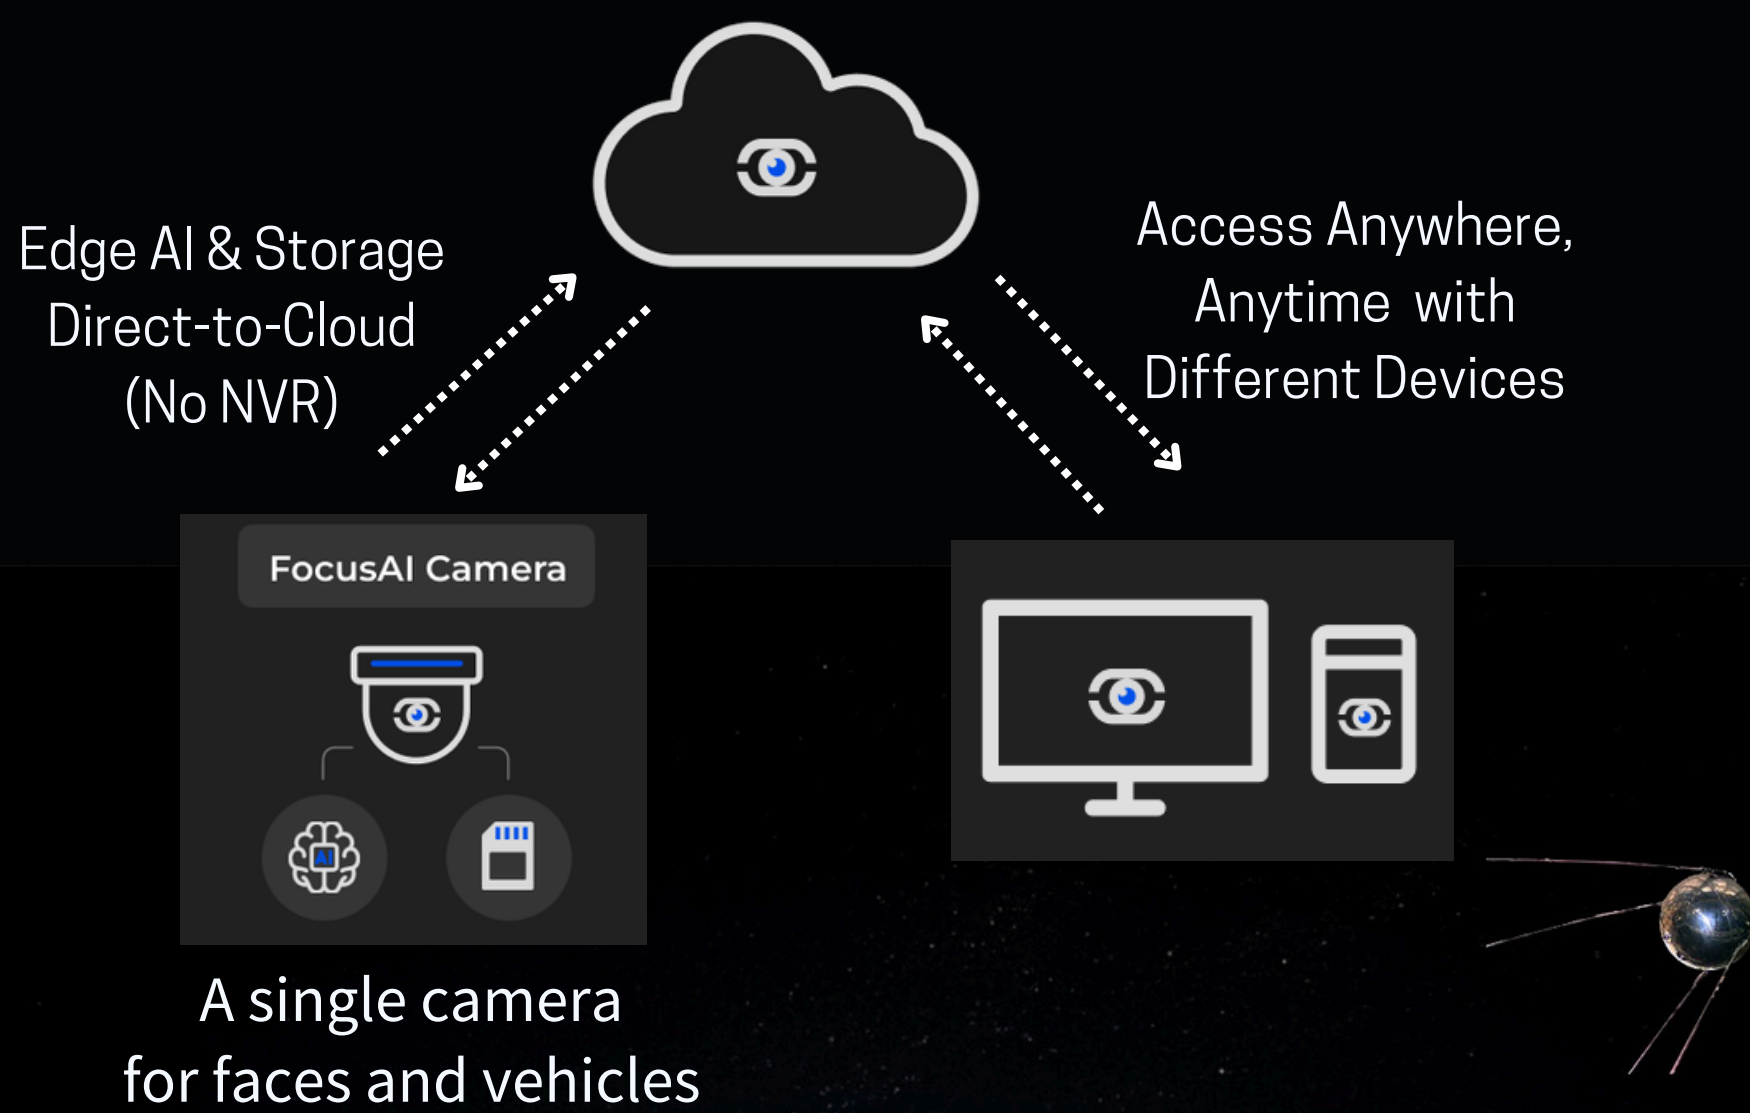 Edge AI & Storage
Direct-to-Cloud
(No NVR)
Access Anywhere,
Anytime with
Different Devices
FocusAI Camera
AI
A single camera
for faces and vehicles